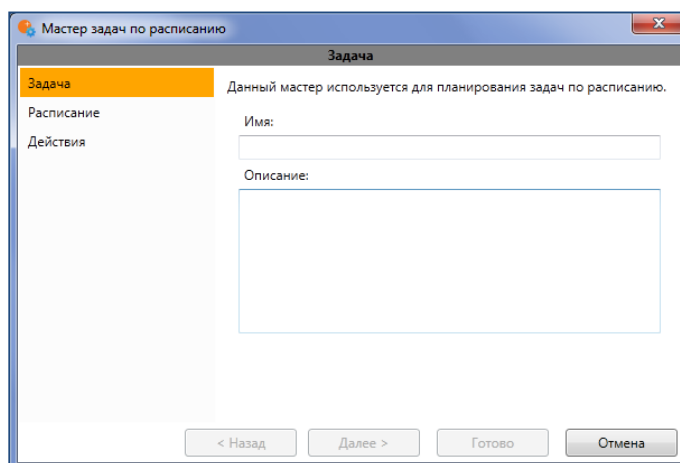 Мастер задач по расписанию
Задача
Задача
Расписание
Действия
Данный мастер используется для планирования задач по расписанию.
Имя:
Описание:
< Назад
Далее >
Готово
Отмена